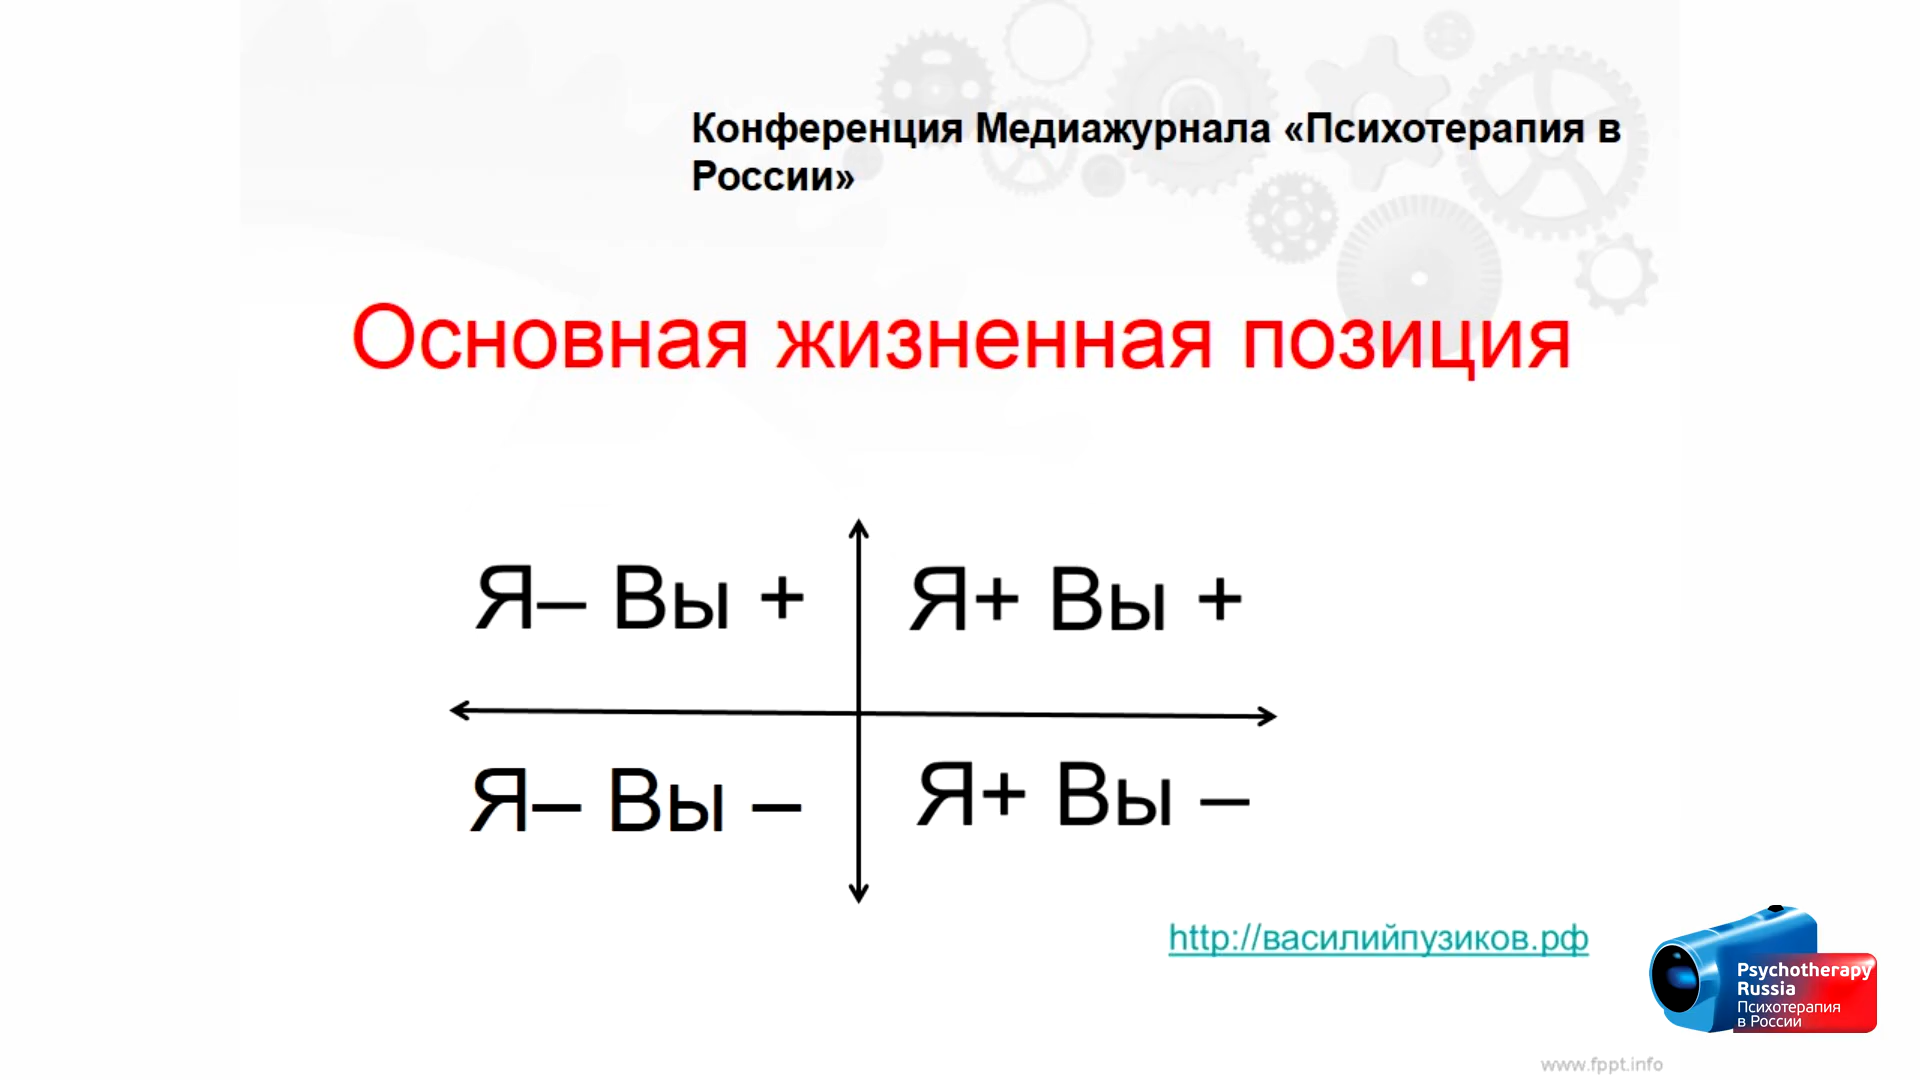 Конференция Медиажурнала «Психотерапия в
России»
Основная жизненная позиция
Я– Вы +
Я+ Вы +
Я– Вы –
Я+ Вы –
http://василийпузиков.рф
Psychotherapy
Russia
Психотерапия
в России
www.fppt.info